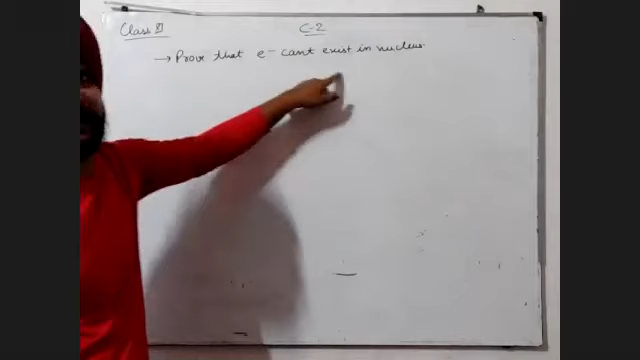 Class XI
C-2
→ Prove that e- can't exist in nucleus.